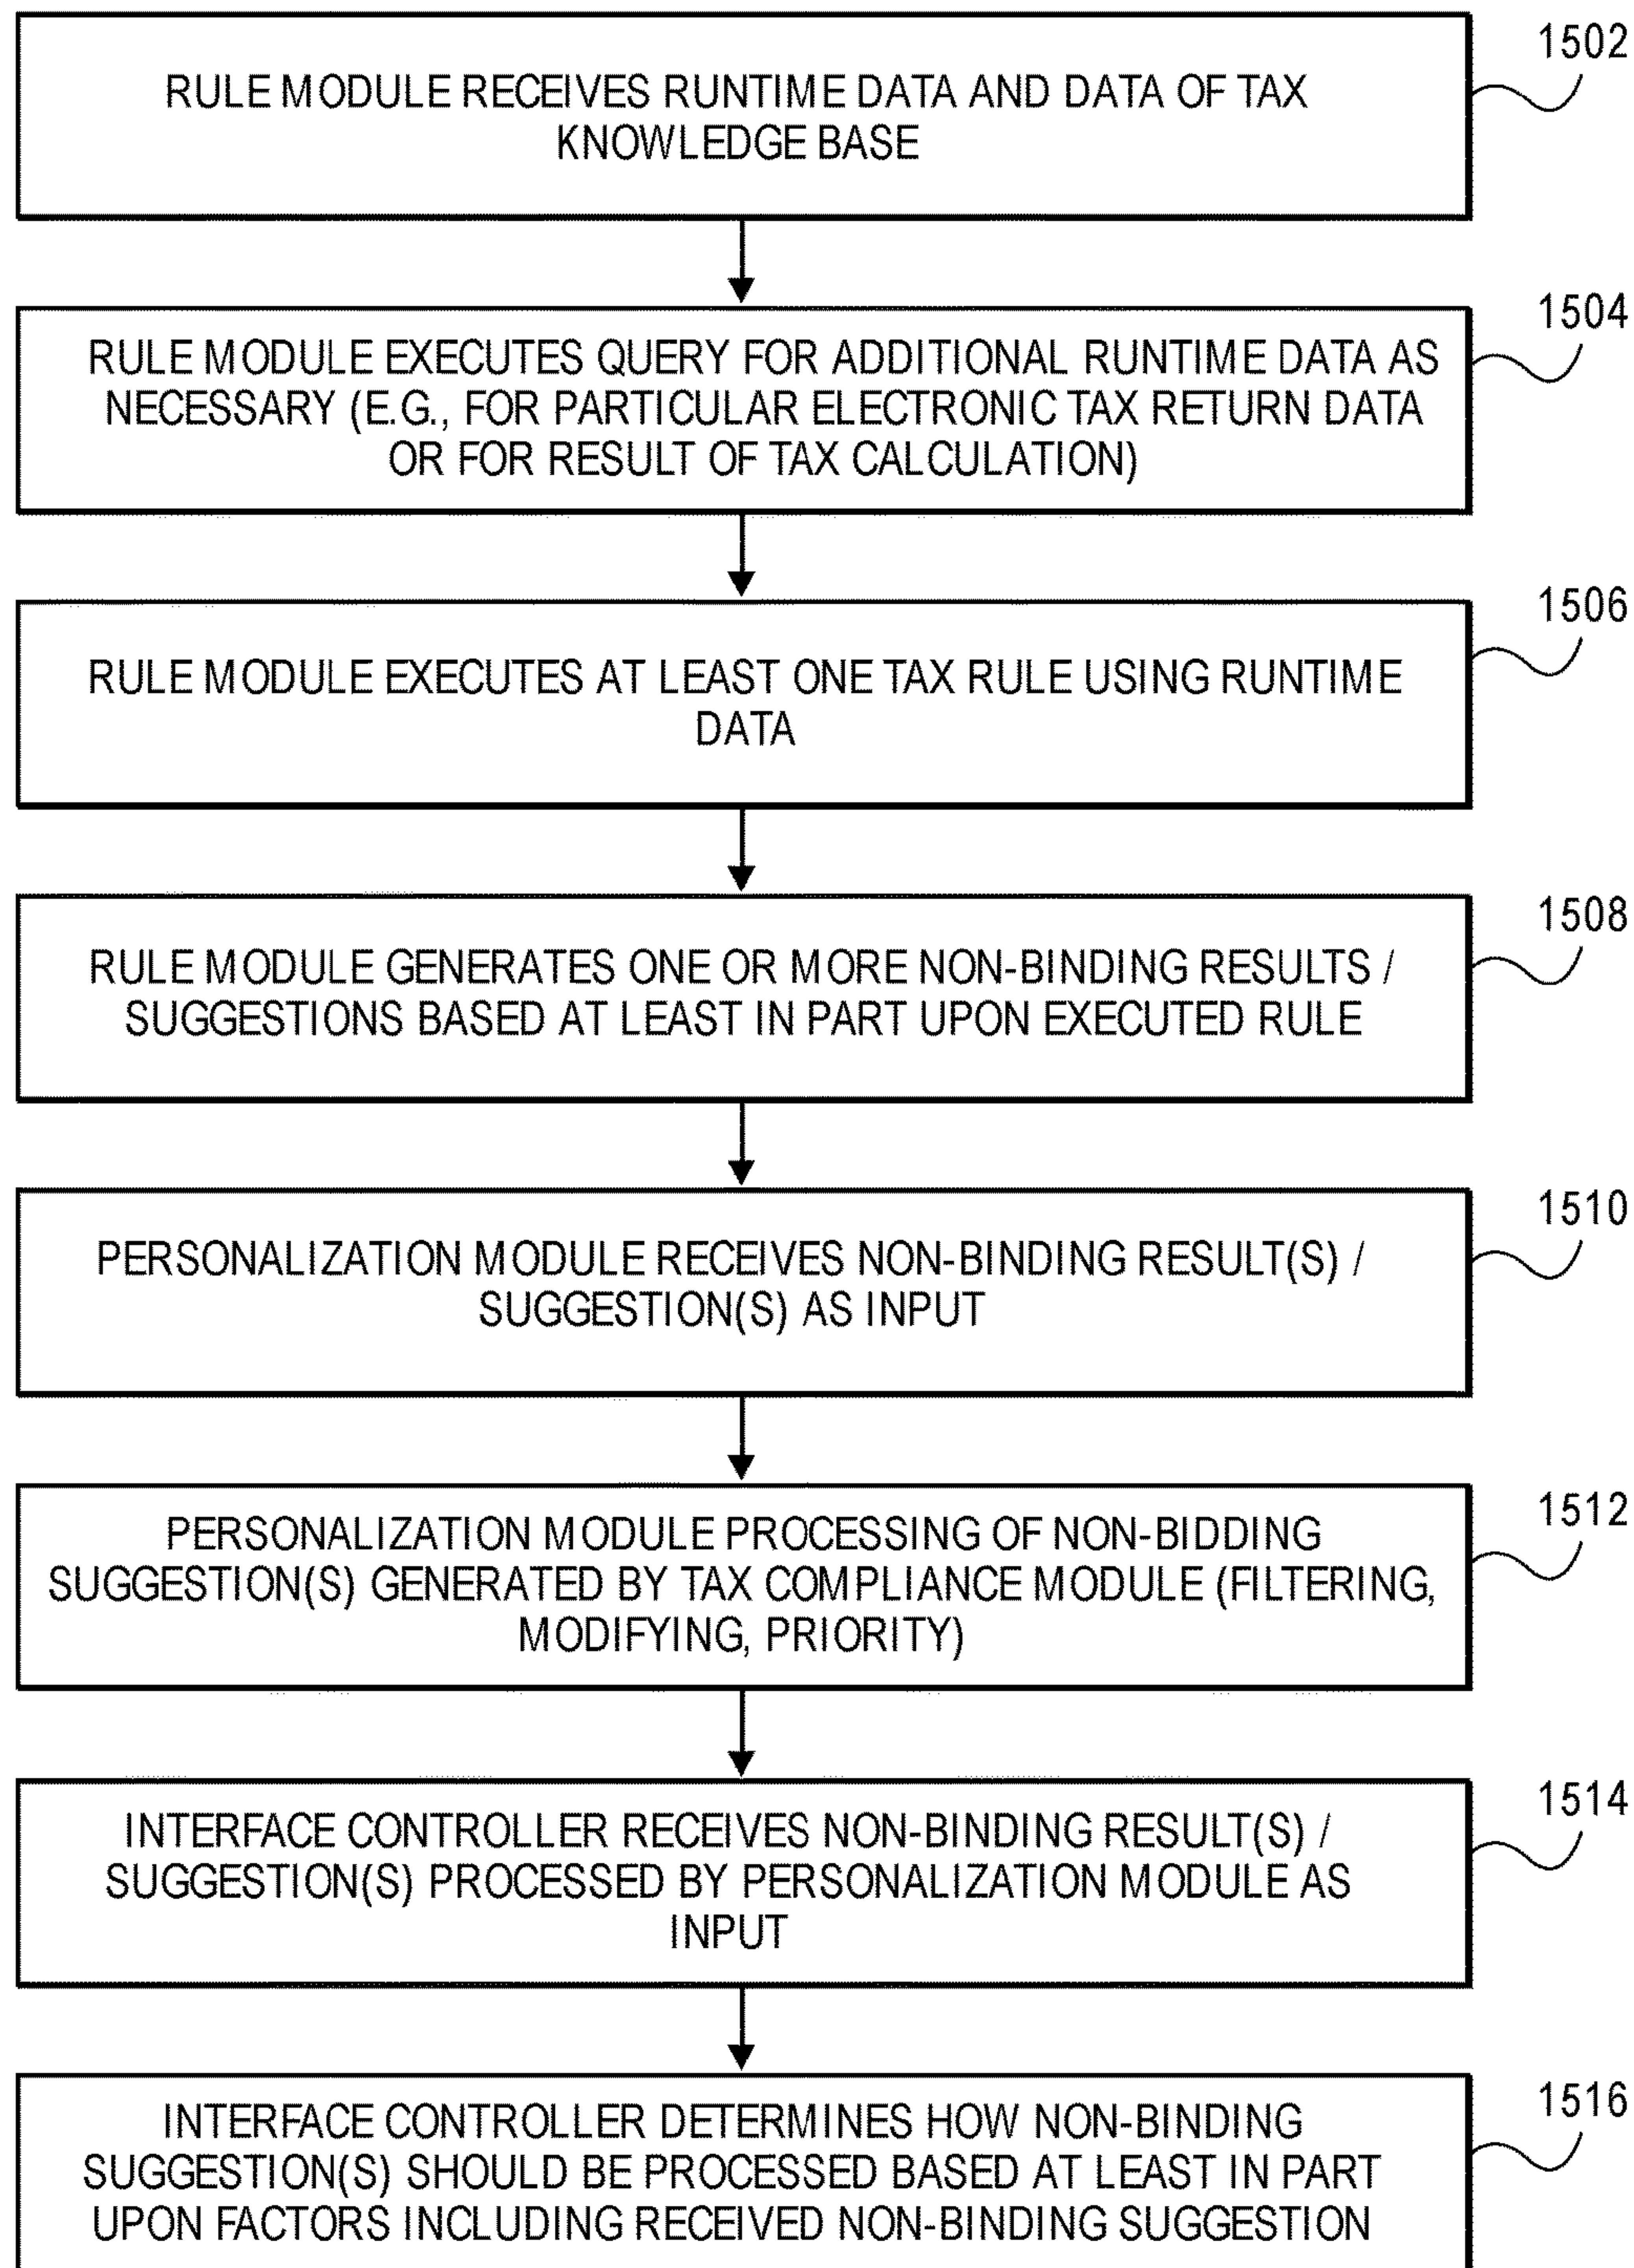 1502
RULE MODULE RECEIVES RUNTIME DATA AND DATA OF TAX
KNOWLEDGE BASE
1504
RULE MODULE EXECUTES QUERY FOR ADDITIONAL RUNTIME DATA AS
NECESSARY (E.G., FOR PARTICULAR ELECTRONIC TAX RETURN DATA
OR FOR RESULT OF TAX CALCULATION)
1506
RULE MODULE EXECUTES AT LEAST ONE TAX RULE USING RUNTIME
DATA
1508
RULE MODULE GENERATES ONE OR MORE NON-BINDING RESULTS /
SUGGESTIONS BASED AT LEAST IN PART UPON EXECUTED RULE
1510
PERSONALIZATION MODULE RECEIVES NON-BINDING RESULT(S) /
SUGGESTION(S) AS INPUT
1512
PERSONALIZATION MODULE PROCESSING OF NON-BIDDING
SUGGESTION(S) GENERATED BY TAX COMPLIANCE MODULE (FILTERING,
MODIFYING, PRIORITY)
1514
INTERFACE CONTROLLER RECEIVES NON-BINDING RESULT(S) /
SUGGESTION(S) PROCESSED BY PERSONALIZATION MODULE AS
INPUT
1516
INTERFACE CONTROLLER DETERMINES HOW NON-BINDING
SUGGESTION(S) SHOULD BE PROCESSED BASED AT LEAST IN PART
UPON FACTORS INCLUDING RECEIVED NON-BINDING SUGGESTION